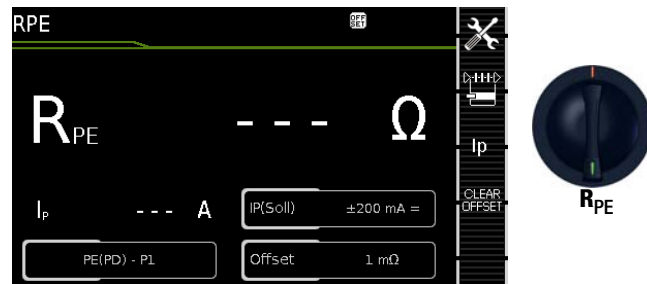 RPE
OFF SET
RPE --- Ω
Ip
CLEAR OFFSET
IP --- A
IP(Soll) ±200 mA =
PE(PD) - P1
Offset 1 mΩ
RPE